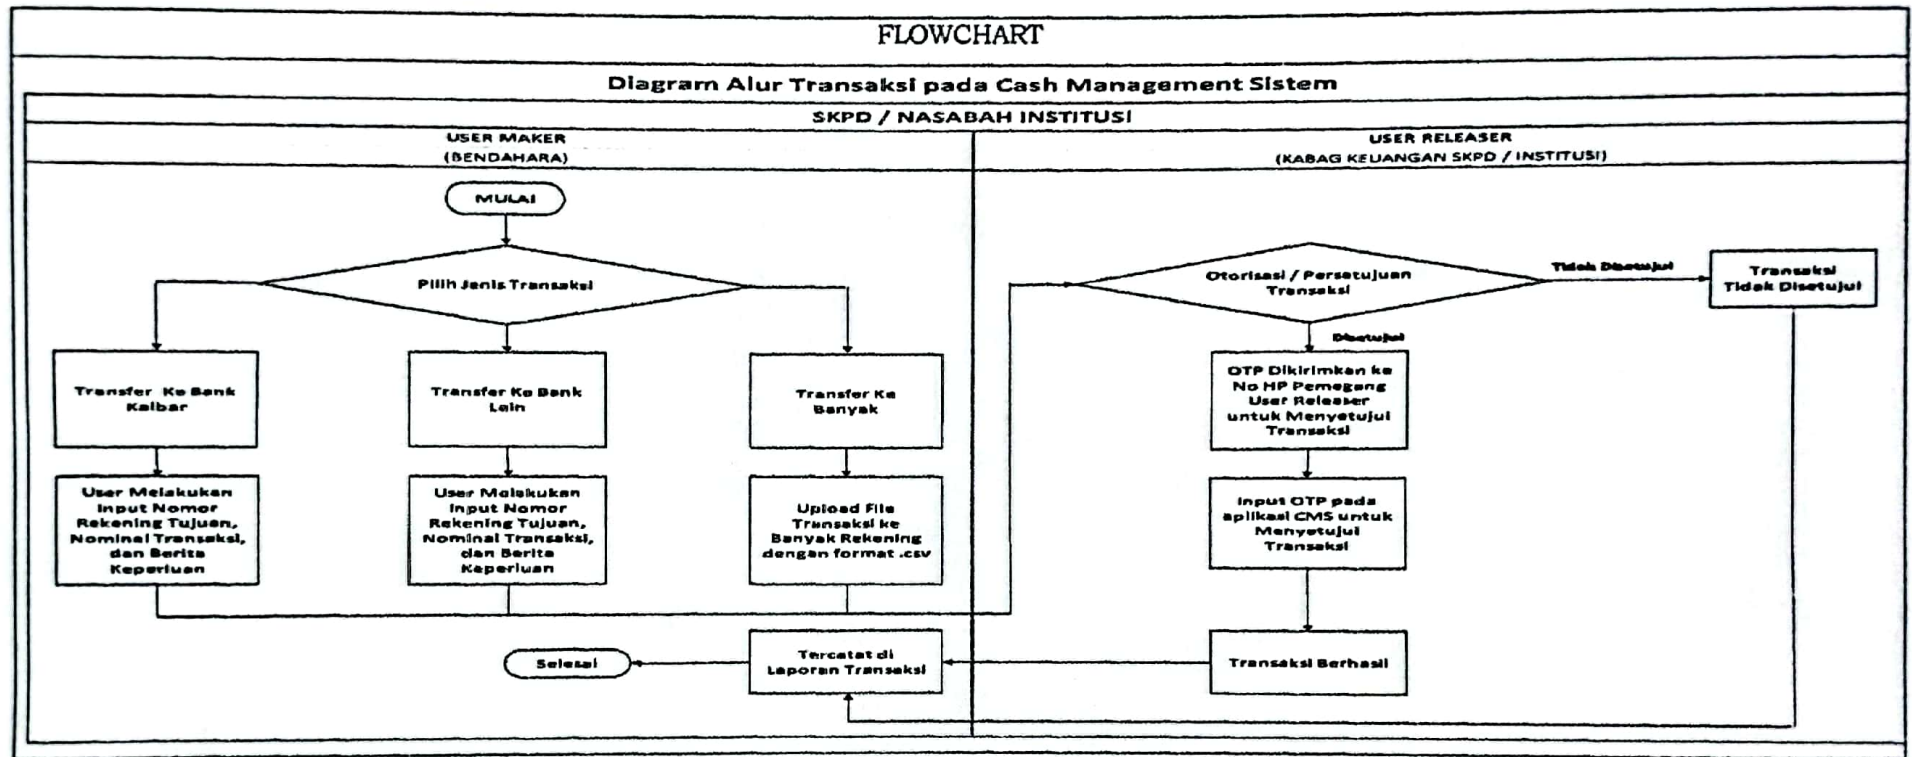 FLOWCHART
Diagram Alur Transaksi pada Cash Management Sistem
SKPD / NASABAH INSTITUSI
USER MAKER
(BENDAHARA)
USER RELEASER
(KABAG KEUANGAN SKPD / INSTITUSI)
MULAI
Pilih Jenis Transaksi
Transfer Ke Bank
Kalbar
Transfer Ke Bank
Lain
Transfer Ke
Banyak
User Melakukan
Input Nomor
Rekening Tujuan,
Nominal Transaksi,
dan Berita
Keperluan
User Melakukan
Input Nomor
Rekening Tujuan,
Nominal Transaksi,
dan Berita
Keperluan
Upload File
Transaksi ke
Banyak Rekening
dengan format .csv
Otorisasi / Persetujuan
Transaksi
Tidak Disetujui
Transaksi
Tidak Disetujui
Disetujui
OTP Dikirimkan ke
No HP Pemegang
User Releaser
untuk Menyetujui
Transaksi
Input OTP pada
aplikasi CMS untuk
Menyetujui
Transaksi
Transaksi Berhasil
Tercatat di
Laporan Transaksi
Selesai